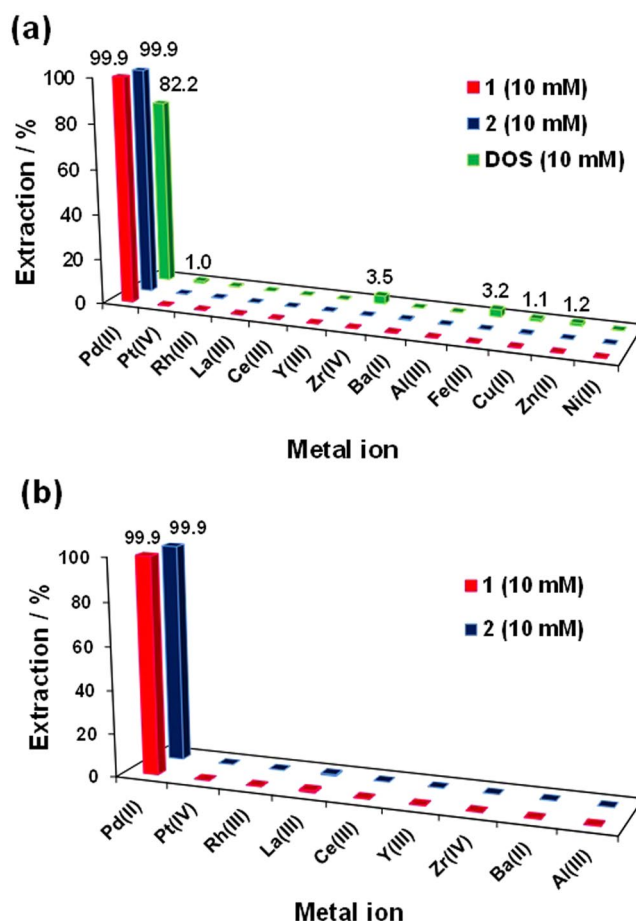 (a)
99.9
99.9
82.2
1.0
3.5
3.2
1.1
1.2
1 (10 mM)
2 (10 mM)
DOS (10 mM)
Extraction / %
100
80
60
40
20
0
Pd(II)
Pt(IV)
Rh(III)
La(III)
Ce(III)
Y(III)
Zr(IV)
Ba(II)
Al(III)
Fe(III)
Cu(II)
Zn(II)
Ni(II)
Metal ion
(b)
99.9
99.9
1 (10 mM)
2 (10 mM)
Extraction / %
100
80
60
40
20
0
Pd(II)
Pt(IV)
Rh(III)
La(III)
Ce(III)
Y(III)
Zr(IV)
Ba(II)
Al(III)
Metal ion